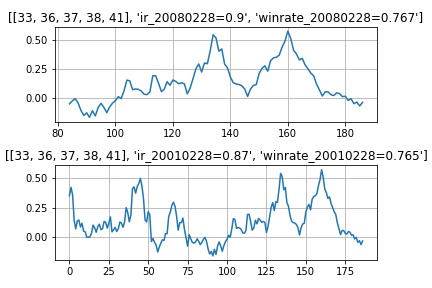 [[33, 36, 37, 38, 41], 'ir_20080228=0.9', 'winrate_20080228=0.767']
0.50
0.25
0.00
80 100 120 140 160 180
[[33, 36, 37, 38, 41], 'ir_20010228=0.87', 'winrate_20010228=0.765']
0.50
0.25
0.00
0 25 50 75 100 125 150 175